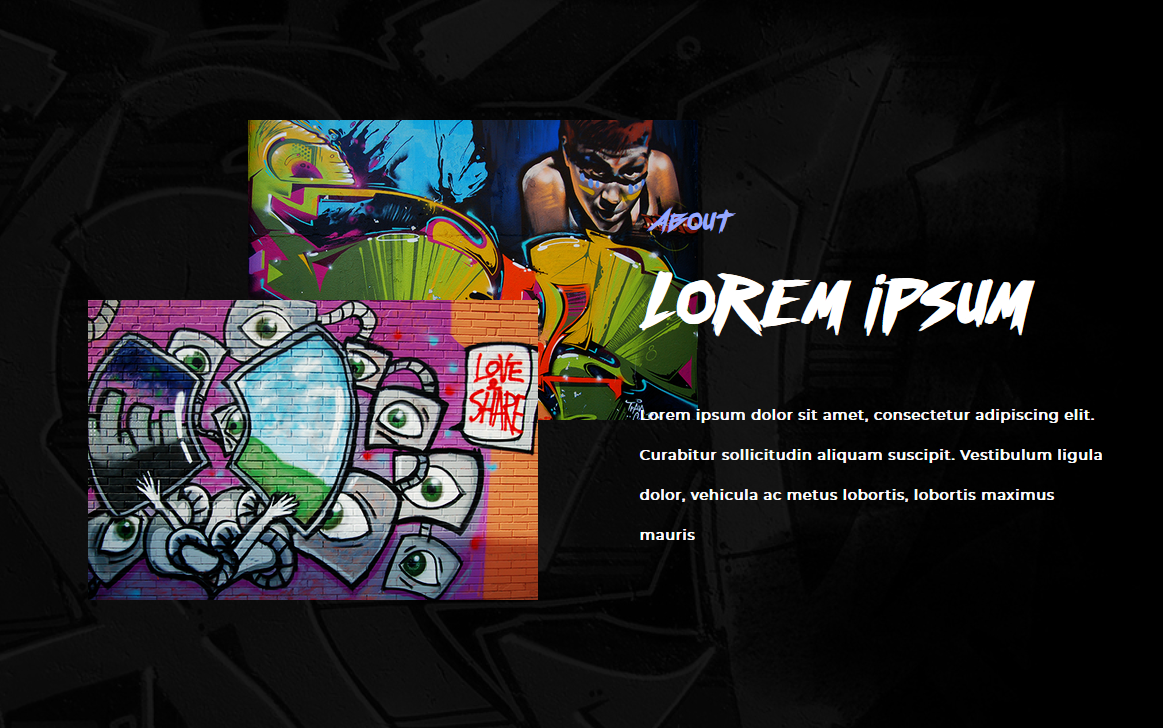 About
LOREM iPSUM
LOVE
&
SHARE
Lorem ipsum dolor sit amet, consectetur adipiscing elit.
Curabitur sollicitudin aliquam suscipit. Vestibulum ligula
dolor, vehicula ac metus lobortis, lobortis maximus
mauris